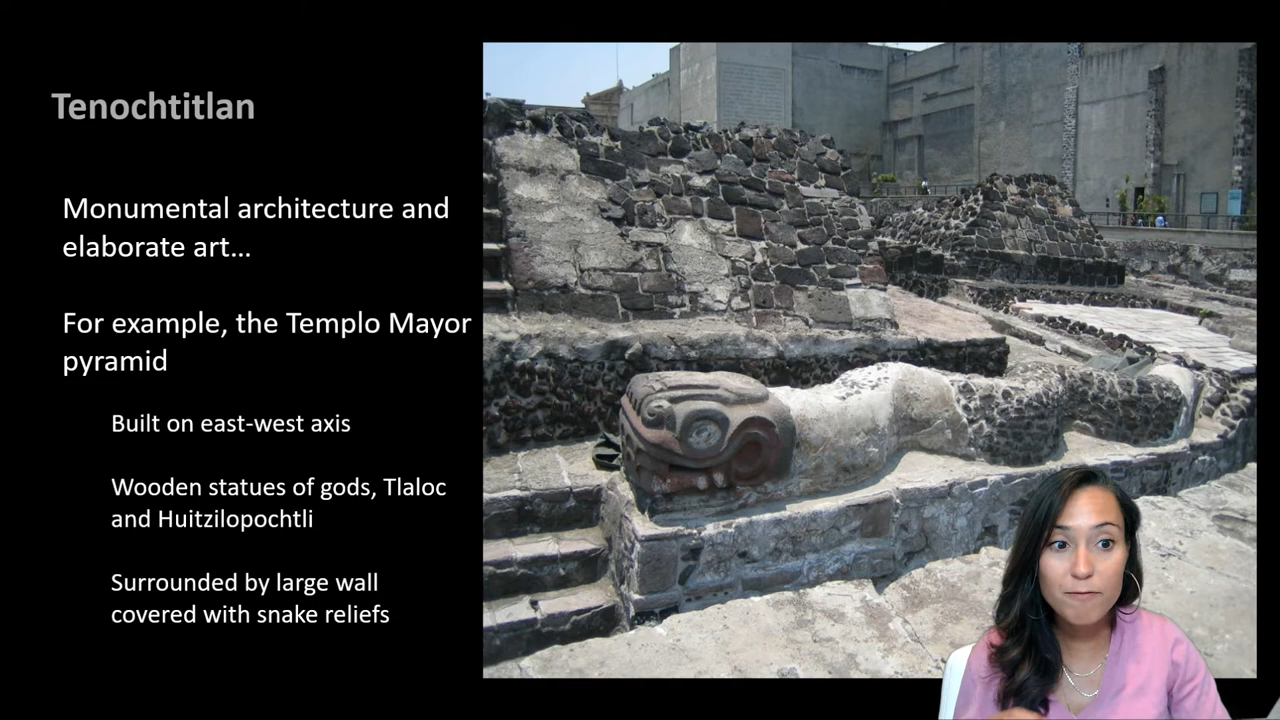 Tenochtitlan
Monumental architecture and
elaborate art...
For example, the Templo Mayor
pyramid
Built on east-west axis
Wooden statues of gods, Tlaloc
and Huitzilopochtli
Surrounded by large wall
covered with snake reliefs